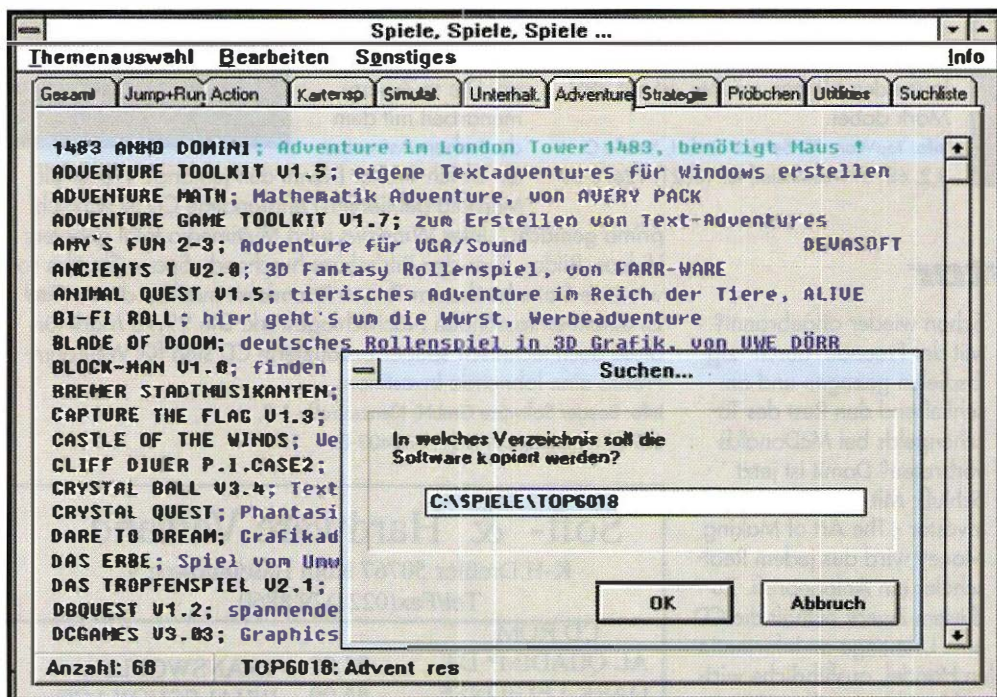 Spiele, Spiele, Spiele ...
Themenauswahl Bearbeiten Sonstiges Info
Gesamt Jump+Run Action Kartensp. Simulat. Unterhalt. Adventure Strategie Pröbchen Utilities Suchliste
1483 ANNO DOMINI; Adventure in London Tower 1483, benötigt Maus !
ADVENTURE TOOLKIT V1.5; eigene Textadventures für Windows erstellen
ADVENTURE MATH; Mathematik Adventure, von AVERY PACK
ADVENTURE GAME TOOLKIT V1.7; zum Erstellen von Text-Adventures
AMY'S FUN 2-3; Adventure für VGA/Sound DEVASOFT
ANCIENTS I V2.0; 3D Fantasy Rollenspiel, von FARR-WARE
ANIMAL QUEST V1.5; tierisches Adventure im Reich der Tiere, ALIVE
BI-FI ROLL; hier geht's um die Wurst, Werbeadventure
BLADE OF DOOM; deutsches Rollenspiel in 3D Grafik, von UWE DÖRR
BLOCK-MAN V1.0; finden
BREMER STADTMUSIKANTEN;
CAPTURE THE FLAG V1.3;
CASTLE OF THE WINDS; Ve
CLIFF DIVER P.I.CASE2;
CRYSTAL BALL V3.4; Text
CRYSTAL QUEST; Phantasi
DARE TO DREAM; Grafikad
DAS ERBE; Spiel vom Umw
DAS TROPFENSPIEL V2.1;
DBQUEST V1.2; spannende
DCGAMES V3.03; Graphics
Suchen...
In welches Verzeichnis soll die
Software kopiert werden?
C:\SPIELE\TOP6018
OK Abbruch
Anzahl: 68 TOP6018: Advent res